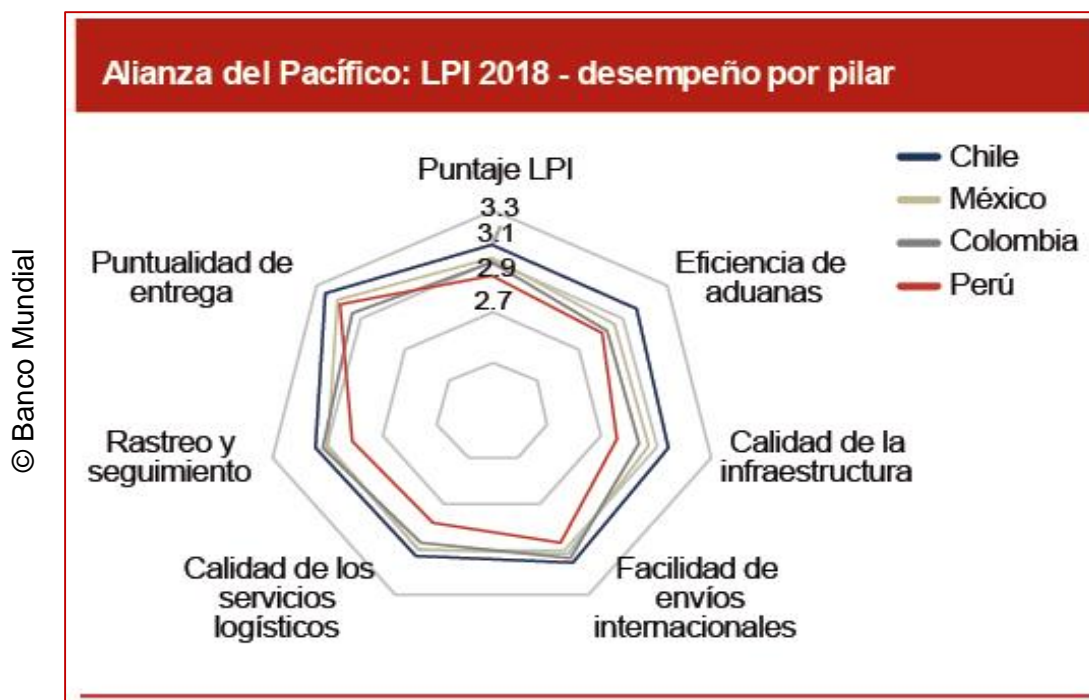 © Banco Mundial
Alianza del Pacífico: LPI 2018 - desempeño por pilar
Chile
México
Colombia
Perú
Puntaje LPI
3.3
3/1
2.9
2.7
Eficiencia de
aduanas
Calidad de la
infraestructura
Facilidad de
envíos
internacionales
Calidad de los
servicios
logísticos
Rastreo y
seguimiento
Puntualidad de
entrega